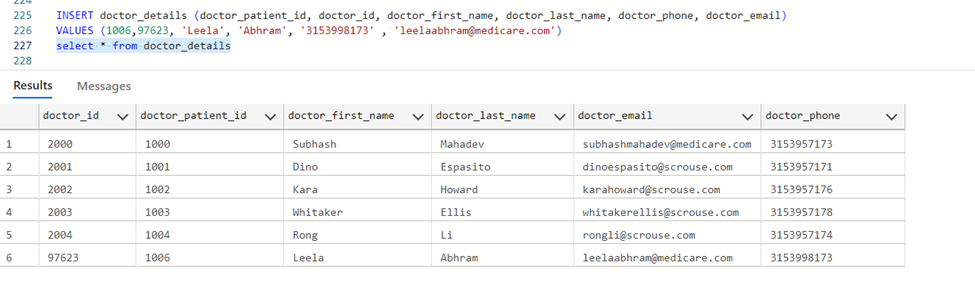 224
225 INSERT doctor_details (doctor_patient_id, doctor_id, doctor_first_name, doctor_last_name, doctor_phone, doctor_email)
226 VALUES (1006,97623, 'Leela', 'Abhram', '3153998173' , 'leelaabhram@medicare.com')
227 select * from doctor_details
228
Results Messages
doctor_id doctor_patient_id doctor_first_name doctor_last_name doctor_email doctor_phone
1 2000 1000 Subhash Mahadev subhashmahadev@medicare.com 3153957173
2 2001 1001 Dino Espasito dinoespasito@scrouse.com 3153957171
3 2002 1002 Kara Howard karahoward@scrouse.com 3153957176
4 2003 1003 Whitaker Ellis whitakerellis@scrouse.com 3153957178
5 2004 1004 Rong Li rongli@scrouse.com 3153957174
6 97623 1006 Leela Abhram leelaabhram@medicare.com 3153998173